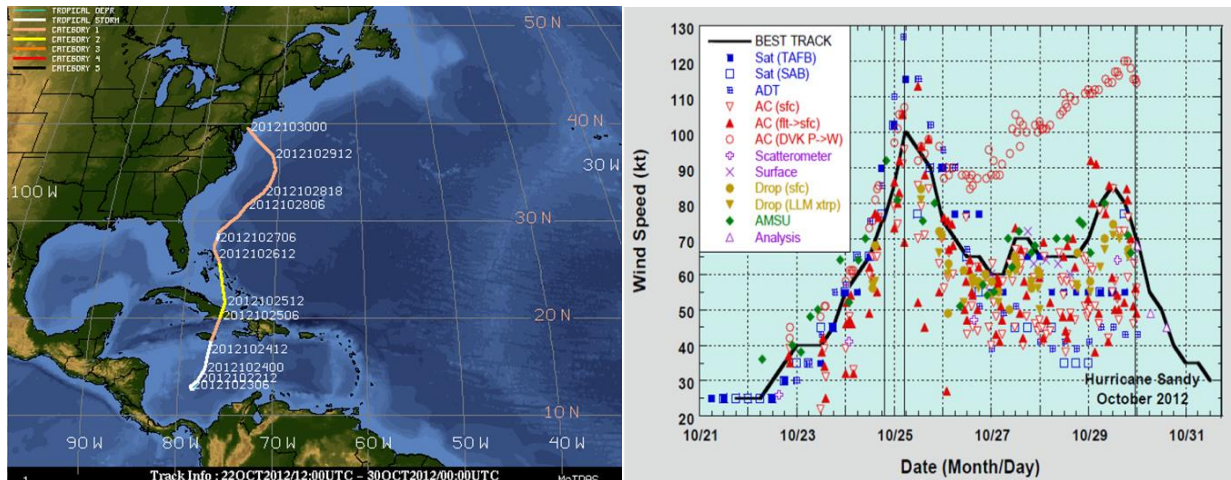 TROPICAL DEPR
TROPICAL STORM
CATEGORY 1
CATEGORY 2
CATEGORY 3
CATEGORY 4
CATEGORY 5
50 N
40 N
30 N
30 W
100 W
20 N
10 N
90 W
80 W
70 W
60 W
50 W
40 W
2012103000
2012102912
2012102818
2012102806
2012102706
2012102612
2012102512
2012102506
2012102412
2012102400
2012102212
2012102306
1
Track Info : 22OCT2012/12:00UTC – 30OCT2012/00:00UTC
McIDAS
Wind Speed (kt)
130
120
110
100
90
80
70
60
50
40
30
20
BEST TRACK
Sat (TAFB)
Sat (SAB)
ADT
AC (sfc)
AC (flt->sfc)
AC (DVK P->W)
Scatterometer
Surface
Drop (sfc)
Drop (LLM xtrp)
AMSU
Analysis
Hurricane Sandy
October 2012
10/21 10/23 10/25 10/27 10/29 10/31
Date (Month/Day)